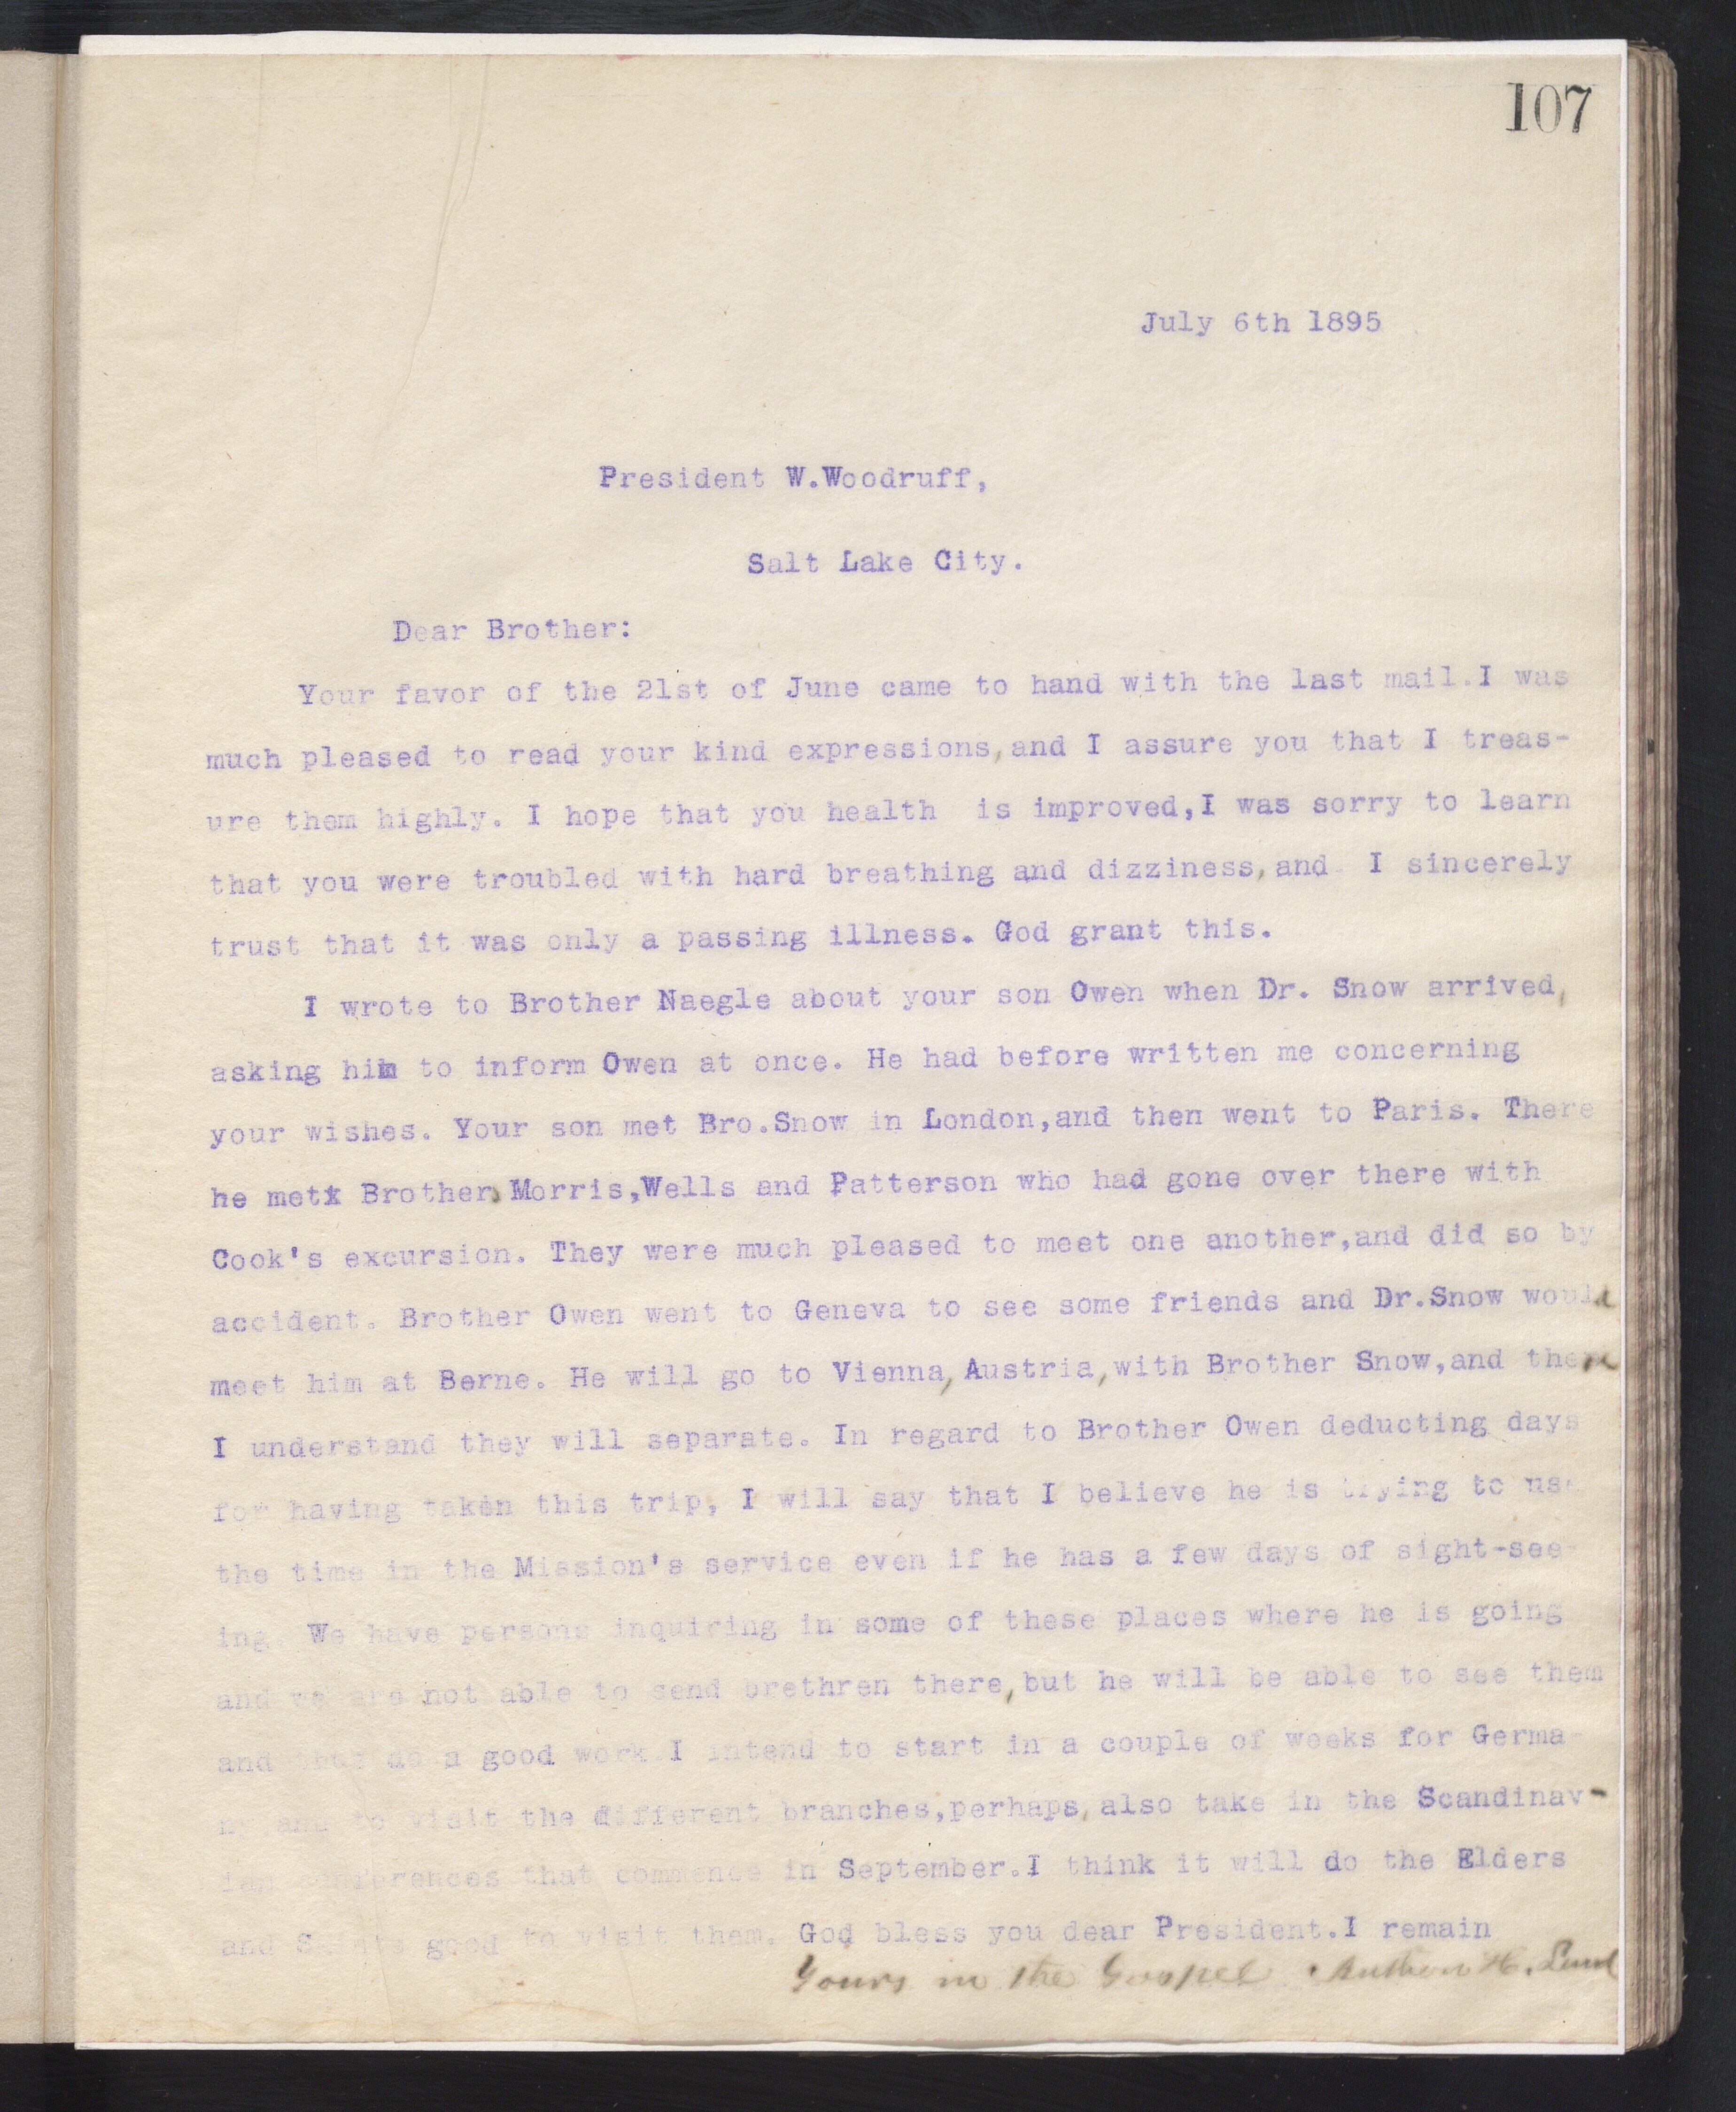 107
July 6th 1895
President W.Woodruff,
Salt Lake City.
Dear Brother:
Your favor of the 21st of June came to hand with the last mail.I was
much pleased to read your kind expressions,and I assure you that I treas-
ure them highly. I hope that you health is improved,I was sorry to learn
that you were troubled with hard breathing and dizziness,and I sincerely
trust that it was only a passing illness. God grant this.
I wrote to Brother Naegle about your son Owen when Dr. Snow arrived,
asking him to inform Owen at once. He had before written me concerning
your wishes. Your son met Bro.Snow in London,and then went to Paris. There
he metx Brother Morris,Wells and Patterson who had gone over there with
Cook's excursion. They were much pleased to meet one another,and did so by
accident. Brother Owen went to Geneva to see some friends and Dr.Snow would
meet him at Berne. He will go to Vienna,Austria,with Brother Snow,and then
I understand they will separate. In regard to Brother Owen deducting days
for having taken this trip, I will say that I believe he is trying to use
the time in the Mission's service even if he has a few days of sight-see-
ing. We have persons inquiring in some of these places where he is going
and we are not able to send brethren there,but he will be able to see them
and do a good work.I intend to start in a couple of weeks for Germa-
ny and to visit the different branches,perhaps,also take in the Scandinav-
ian conferences that commence in September.I think it will do the Elders
and Saints good to visit them. God bless you dear President.I remain
Yours in the Gospel Anthon H. Lund